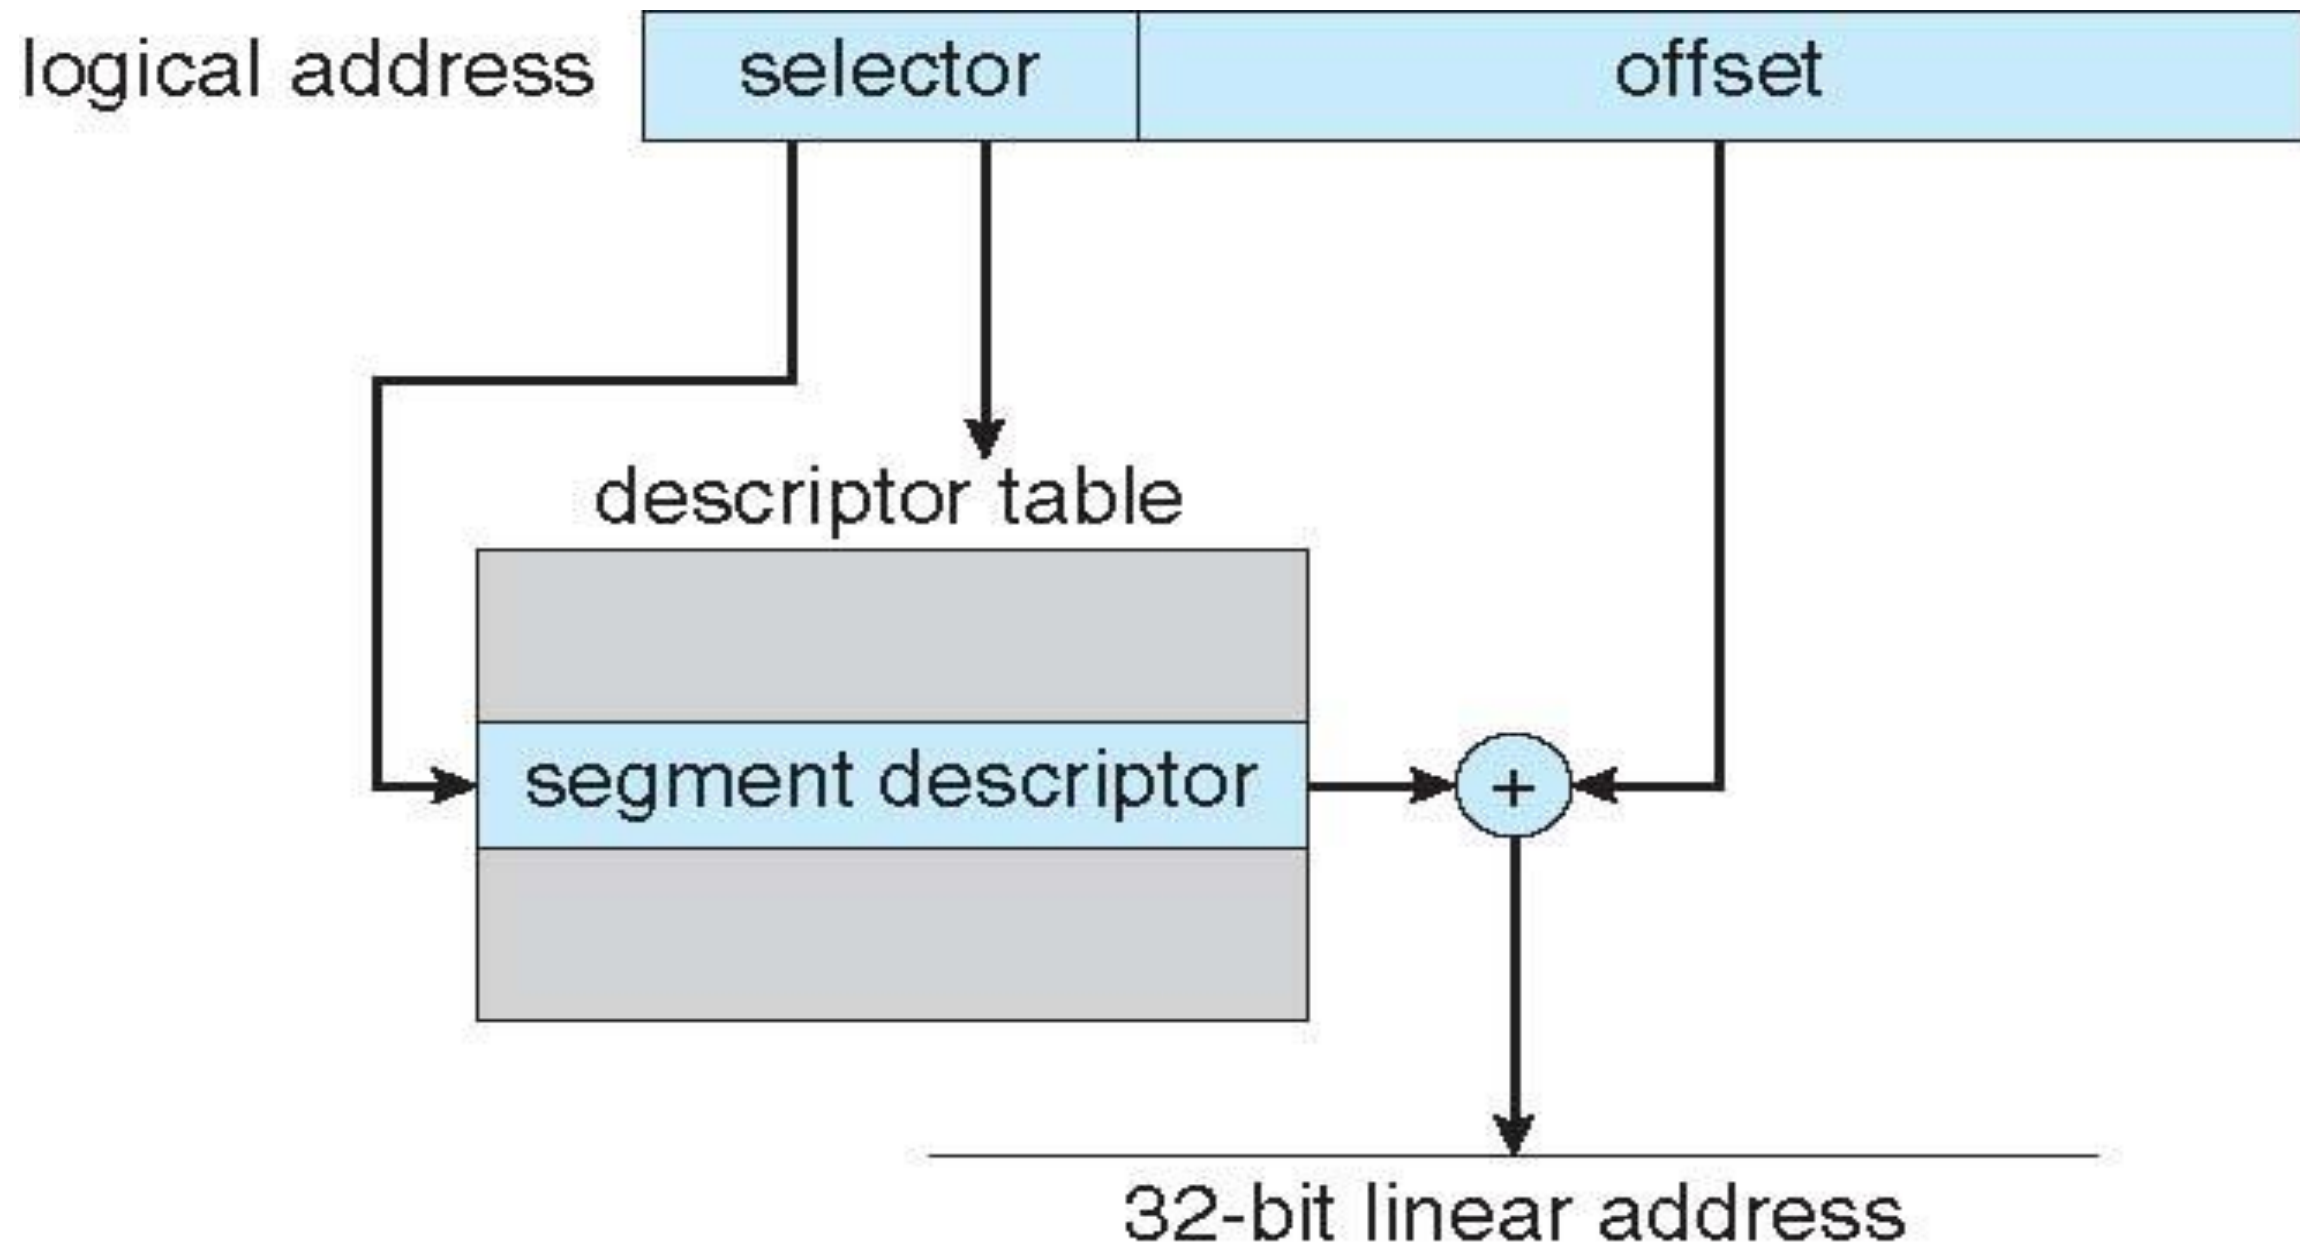 logical address selector offset
descriptor table
segment descriptor +
32-bit linear address